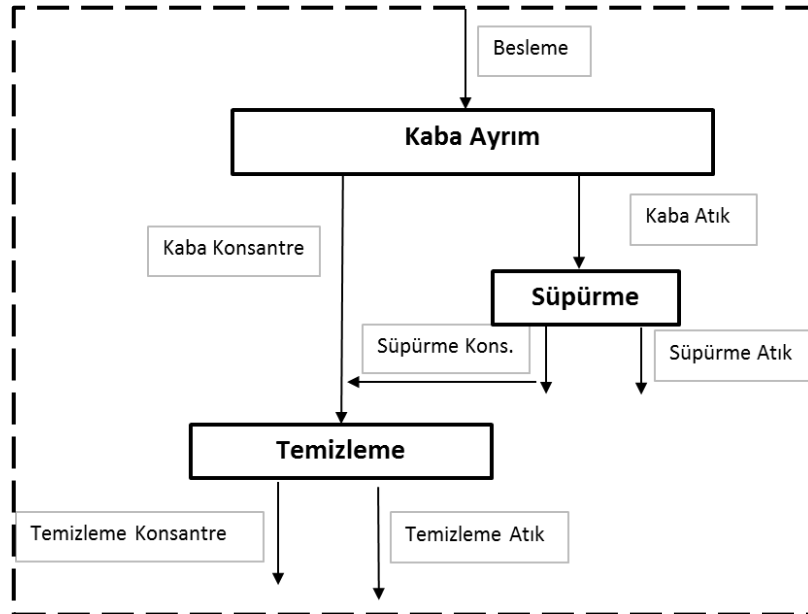 Besleme
Kaba Ayrım
Kaba Atık
Kaba Konsantre
Süpürme
Süpürme Kons.
Süpürme Atık
Temizleme
Temizleme Konsantre
Temizleme Atık